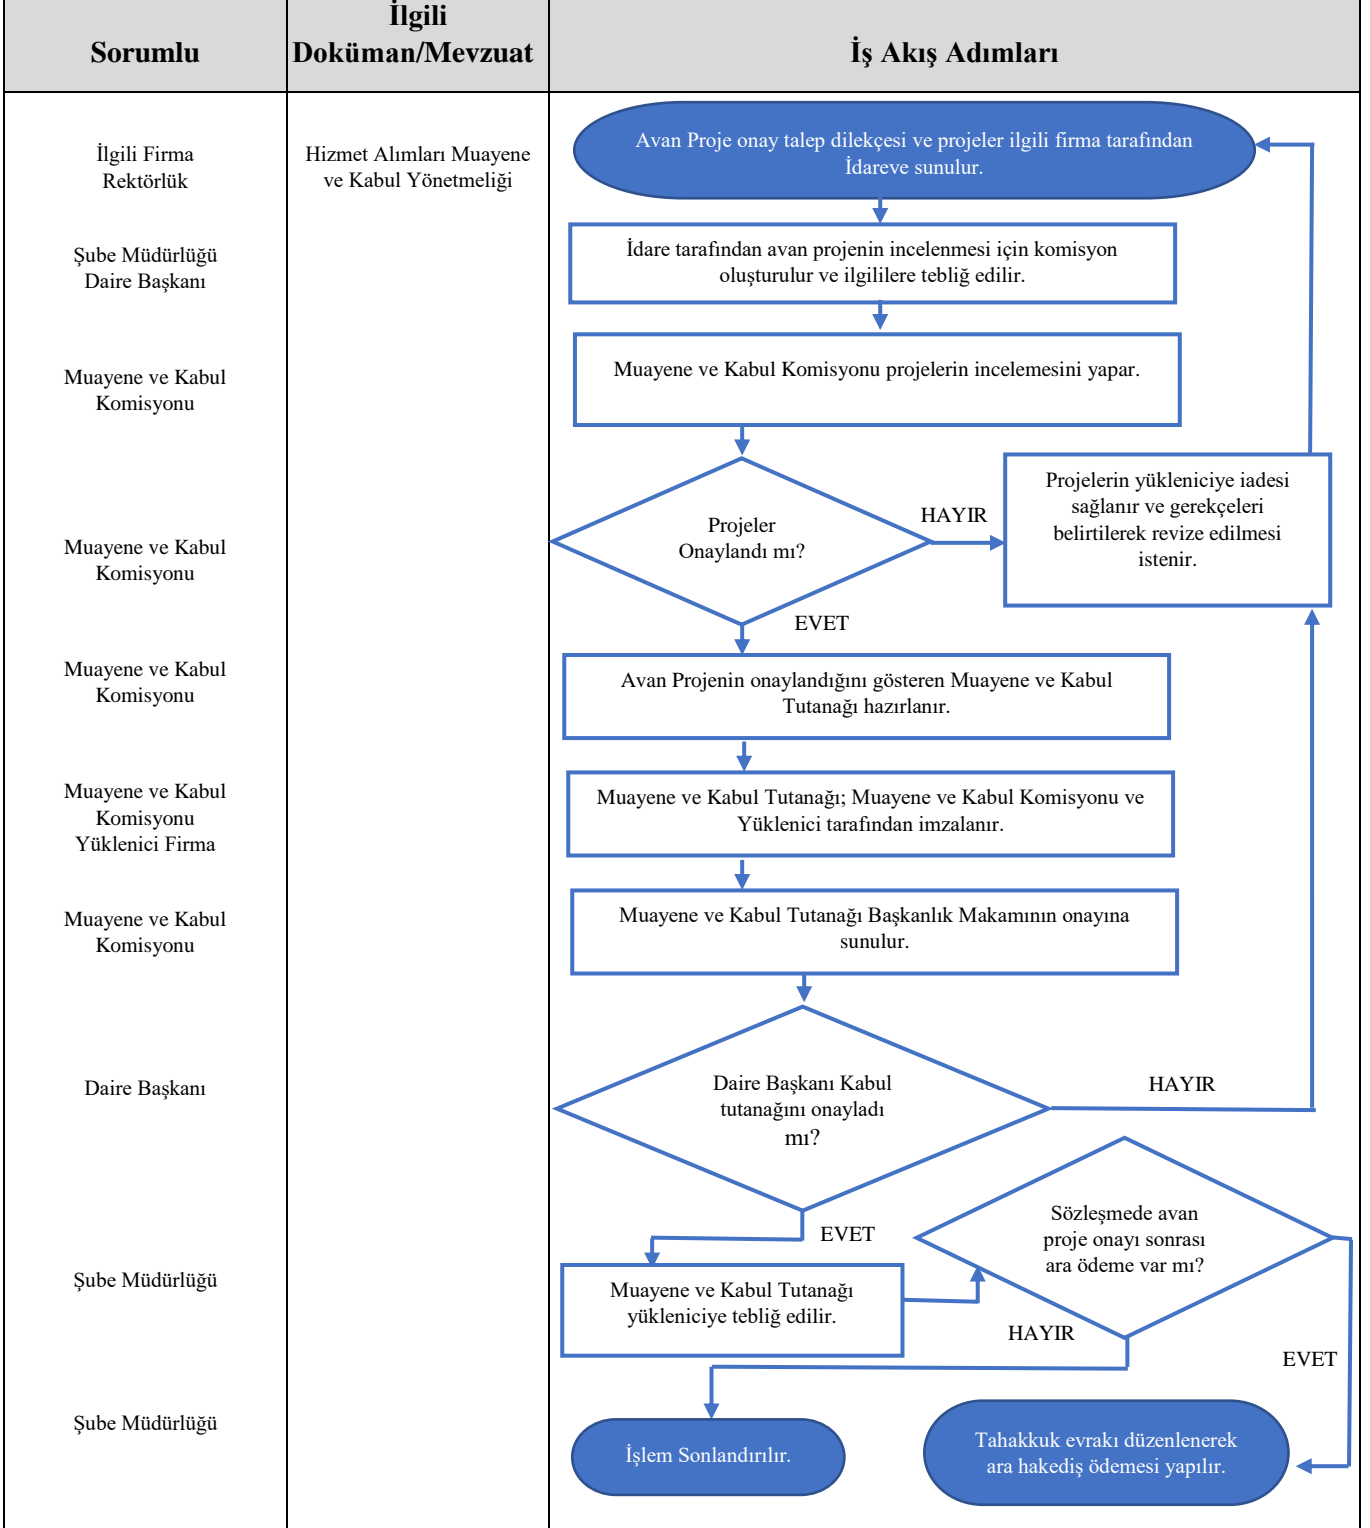 Sorumlu
İlgili
Doküman/Mevzuat
İş Akış Adımları
İlgili Firma
Rektörlük
Hizmet Alımları Muayene
ve Kabul Yönetmeliği
Avan Proje onay talep dilekçesi ve projeler ilgili firma tarafından
İdareve sunulur.
Şube Müdürlüğü
Daire Başkanı
İdare tarafından avan projenin incelenmesi için komisyon
oluşturulur ve ilgililere tebliğ edilir.
Muayene ve Kabul
Komisyonu
Muayene ve Kabul Komisyonu projelerin incelemesini yapar.
Muayene ve Kabul
Komisyonu
Projeler
Onaylandı mı?
HAYIR
Projelerin yükleniciye iadesi
sağlanır ve gerekçeleri
belirtilerek revize edilmesi
istenir.
EVET
Muayene ve Kabul
Komisyonu
Avan Projenin onaylandığını gösteren Muayene ve Kabul
Tutanağı hazırlanır.
Muayene ve Kabul
Komisyonu
Yüklenici Firma
Muayene ve Kabul Tutanağı; Muayene ve Kabul Komisyonu ve
Yüklenici tarafından imzalanır.
Muayene ve Kabul
Komisyonu
Muayene ve Kabul Tutanağı Başkanlık Makamının onayına
sunulur.
Daire Başkanı
Daire Başkanı Kabul
tutanağını onayladı
mı?
HAYIR
EVET
Sözleşmede avan
proje onayı sonrası
ara ödeme var mı?
Şube Müdürlüğü
Muayene ve Kabul Tutanağı
yükleniciye tebliğ edilir.
HAYIR
EVET
Şube Müdürlüğü
İşlem Sonlandırılır.
Tahakkuk evrakı düzenlenerek
ara hakediş ödemesi yapılır.